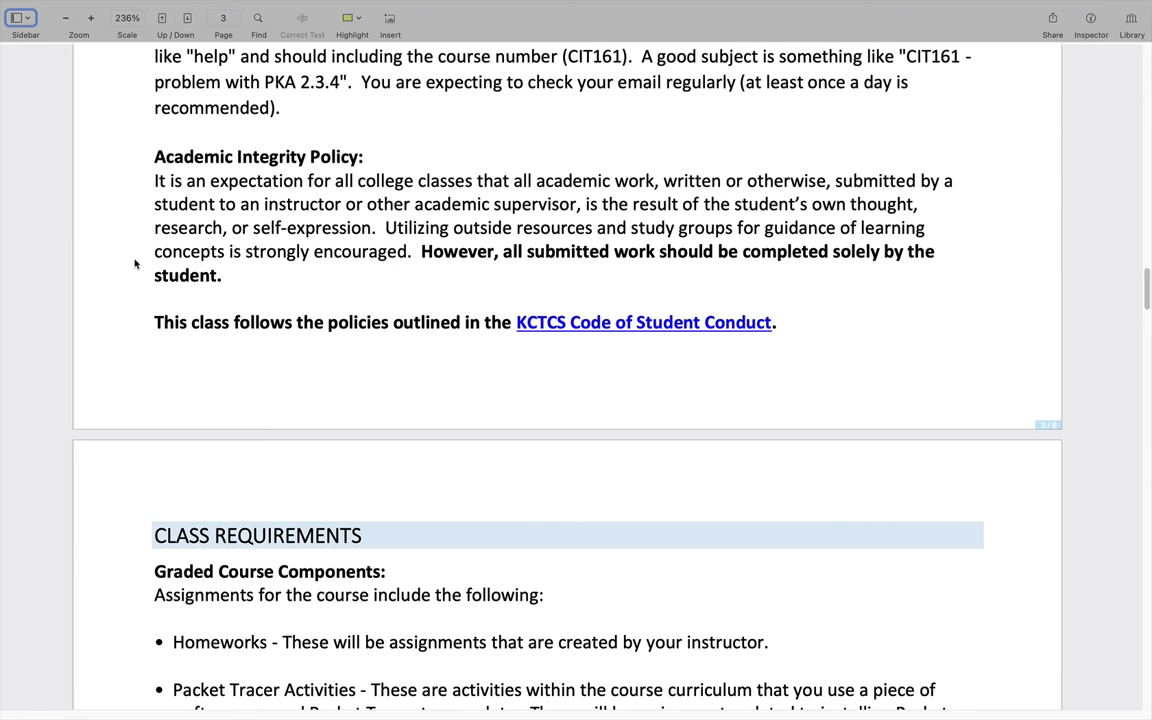 236%
3
Sidebar
Zoom
Scale
Up / Down
Page
Find
Correct Text
Highlight
Insert
Share
Inspector
Library
like "help" and should including the course number (CIT161).  A good subject is something like "CIT161 -
problem with PKA 2.3.4".  You are expecting to check your email regularly (at least once a day is
recommended).
Academic Integrity Policy:
It is an expectation for all college classes that all academic work, written or otherwise, submitted by a
student to an instructor or other academic supervisor, is the result of the student’s own thought,
research, or self-expression.  Utilizing outside resources and study groups for guidance of learning
concepts is strongly encouraged.  However, all submitted work should be completed solely by the
student.
This class follows the policies outlined in the KCTCS Code of Student Conduct.
3 / 8
CLASS REQUIREMENTS
Graded Course Components:
Assignments for the course include the following:
• Homeworks - These will be assignments that are created by your instructor.
• Packet Tracer Activities - These are activities within the course curriculum that you use a piece of